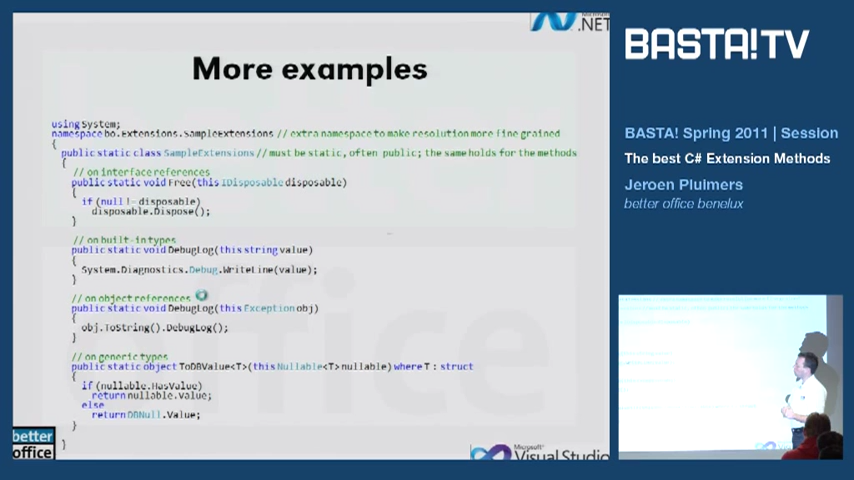 Microsoft
.NET
More examples
using System;
namespace bo.Extensions.SampleExtensions // extra namespace to make resolution more fine grained
{
public static class SampleExtensions // must be static, often public; the same holds for the methods
{
// on interface references
public static void Free(this IDisposable disposable)
{
if (null != disposable)
disposable.Dispose();
}
// on built-in types
public static void DebugLog(this string value)
{
System.Diagnostics.Debug.WriteLine(value);
}
// on object references
public static void DebugLog(this Exception obj)
{
obj.ToString().DebugLog();
}
// on generic types
public static object ToDBValue<T>(this Nullable<T> nullable) where T : struct
{
if (nullable.HasValue)
return nullable.Value;
else
return DBNull.Value;
}
}
better
office
Microsoft®
Visual Studio
office
BASTA!TV
BASTA! Spring 2011 | Session
The best C# Extension Methods
Jeroen Pluimers
better office benelux